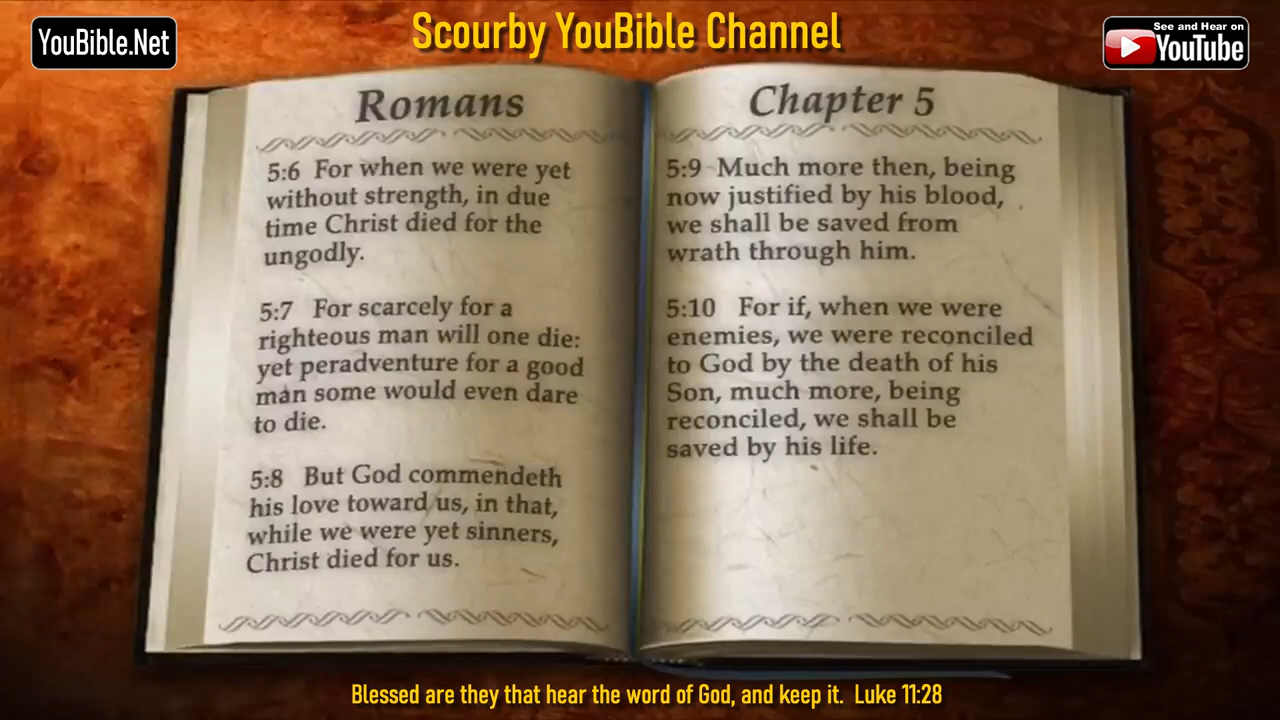 YouBible.Net
Scourby YouBible Channel
See and Hear on
YouTube
Romans
5:6 For when we were yet
without strength, in due
time Christ died for the
ungodly.
5:7 For scarcely for a
righteous man will one die:
yet peradventure for a good
man some would even dare
to die.
5:8 But God commendeth
his love toward us, in that,
while we were yet sinners,
Christ died for us.
Chapter 5
5:9 Much more then, being
now justified by his blood,
we shall be saved from
wrath through him.
5:10 For if, when we were
enemies, we were reconciled
to God by the death of his
Son, much more, being
reconciled, we shall be
saved by his life.
Blessed are they that hear the word of God, and keep it. Luke 11:28